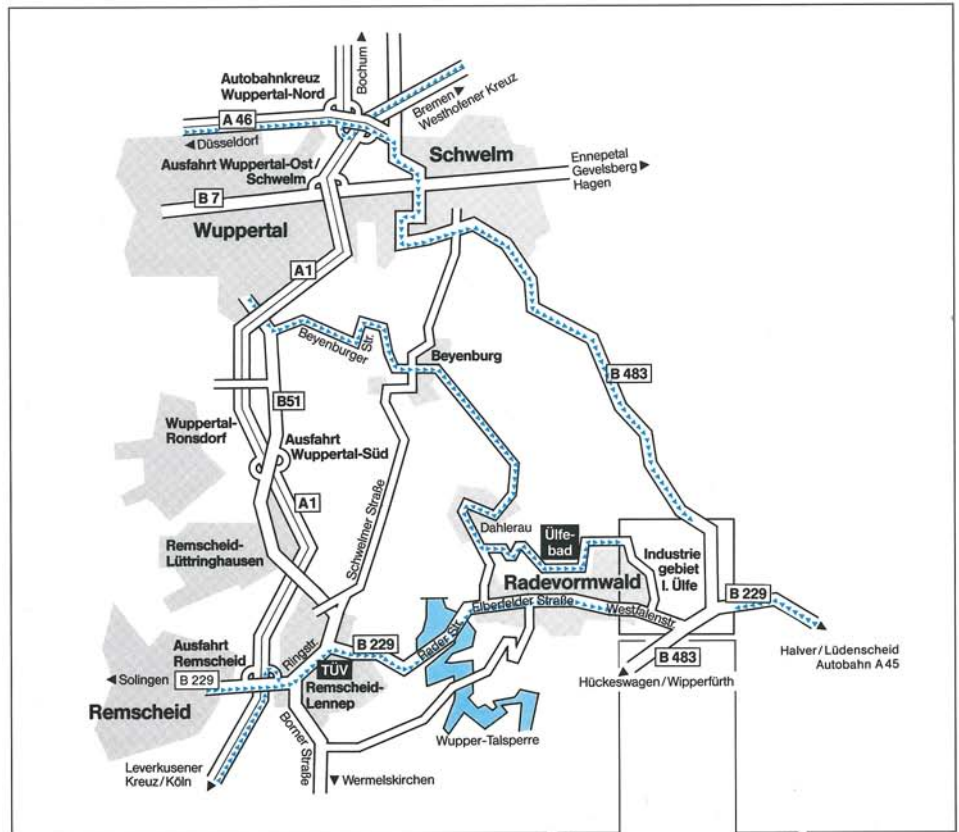 Bochum
Autobahnkreuz
Wuppertal-Nord
Bremen
Westhofener Kreuz
A 46
Düsseldorf
Ausfahrt Wuppertal-Ost/
Schwelm
Schwelm
Ennepetal
Gevelsberg
Hagen
B 7
Wuppertal
A1
Beyenburger Str.
Beyenburg
B 483
B51
Wuppertal-
Ronsdorf
Ausfahrt
Wuppertal-Süd
A1
Schwelmer Straße
Dahlerau
Ülfe-
bad
Industrie
gebiet
I. Ülfe
Remscheid-
Lüttringhausen
Radevormwald
B 229
Elberfelder Straße
Westfalenstr.
Rader Str.
B 229
Ringstr.
Ausfahrt
Remscheid
TÜV
Remscheid-
Lennep
Solingen
B 229
Remscheid
B 483
Hückeswagen/Wipperfürth
Halver/Lüdenscheid
Autobahn A 45
Borner Straße
Wupper-Talsperre
Leverkusener
Kreuz/Köln
Wermelskirchen